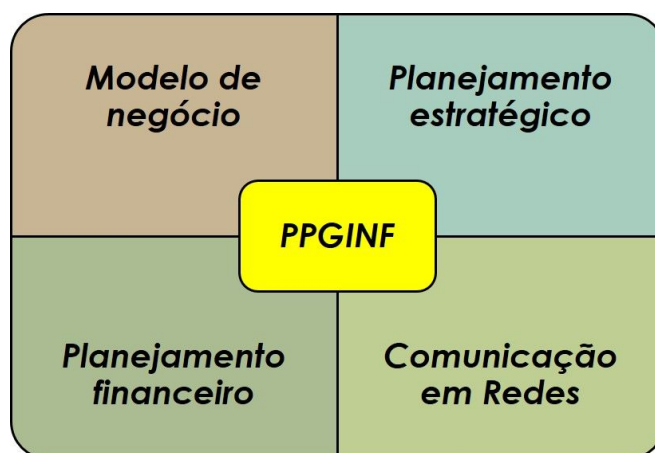 Modelo de
negócio
Planejamento
estratégico
PPGINF
Planejamento
financeiro
Comunicação
em Redes